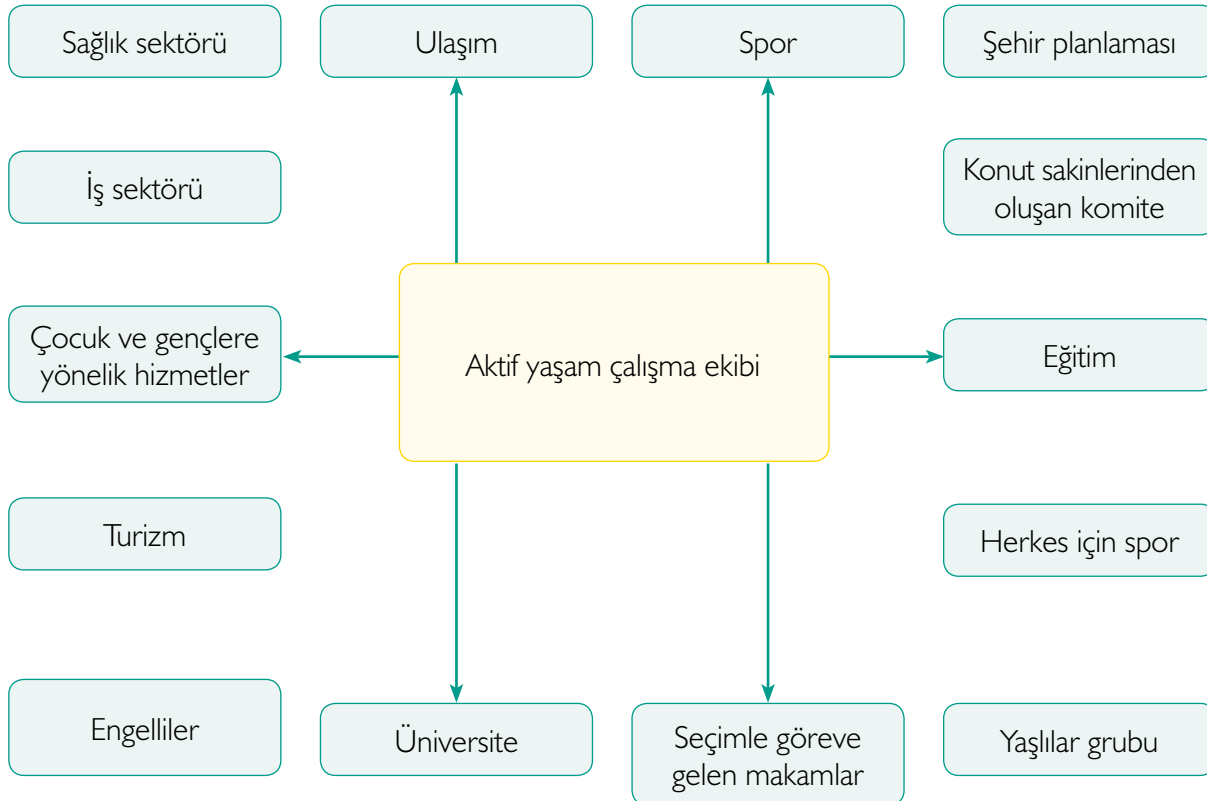 Sağlık sektörü
Ulaşım
Spor
Şehir planlaması
İş sektörü
Konut sakinlerinden
oluşan komite
Çocuk ve gençlere
yönelik hizmetler
Aktif yaşam çalışma ekibi
Eğitim
Turizm
Herkes için spor
Engelliler
Üniversite
Seçimle göreve
gelen makamlar
Yaşlılar grubu